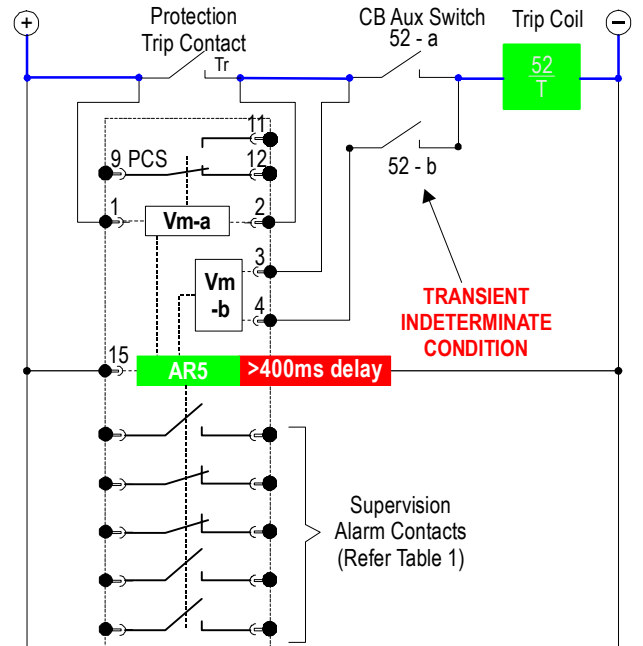 +
Protection
Trip Contact
Tr
CB Aux Switch
52 - a
Trip Coil
–
52
T
11
9 PCS
12
52 - b
1
Vm-a
2
3
Vm
-b
4
TRANSIENT
INDETERMINATE
CONDITION
15
AR5
>400ms delay
Supervision
Alarm Contacts
(Refer Table 1)